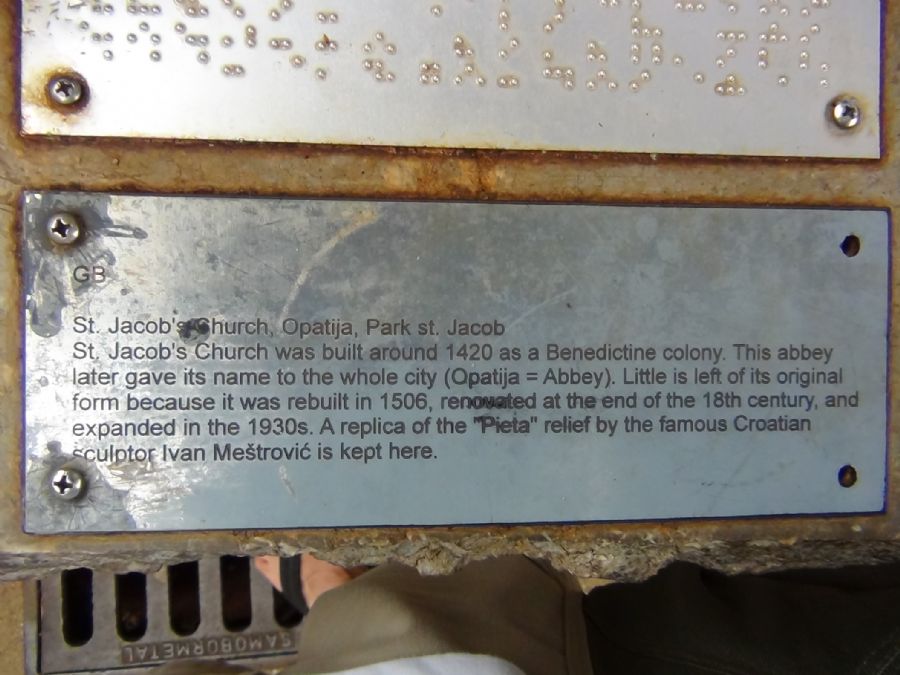 GB
St. Jacob's Church, Opatija, Park st. Jacob
St. Jacob's Church was built around 1420 as a Benedictine colony. This abbey
later gave its name to the whole city (Opatija = Abbey). Little is left of its original
form because it was rebuilt in 1506, renovated at the end of the 18th century, and
expanded in the 1930s. A replica of the "Pieta" relief by the famous Croatian
sculptor Ivan Meštrović is kept here.
SAMOBORMETAL